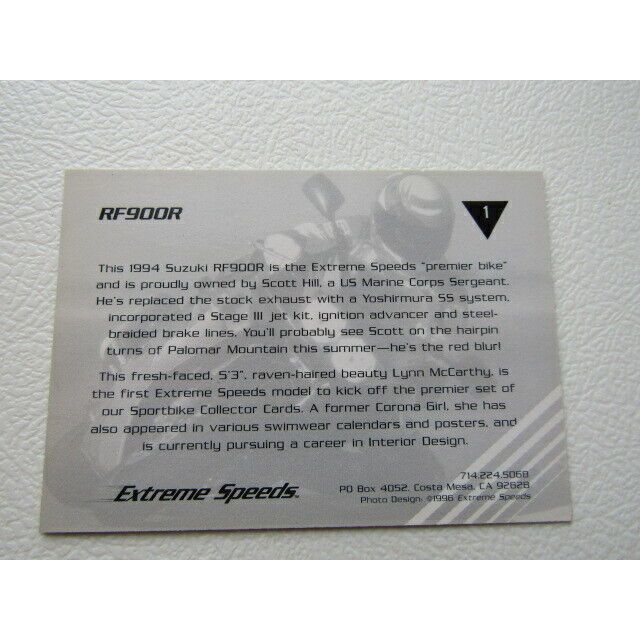 RF900R
1
This 1994 Suzuki RF900R is the Extreme Speeds "premier bike"
and is proudly owned by Scott Hill, a US Marine Corps Sergeant.
He's replaced the stock exhaust with a Yoshirmura SS system,
incorporated a Stage III jet kit, ignition advancer and steel-
braided brake lines. You'll probably see Scott on the hairpin
turns of Palomar Mountain this summer—he's the red blur!
This fresh-faced, 5'3", raven-haired beauty Lynn McCarthy, is
the first Extreme Speeds model to kick off the premier set of
our Sportbike Collector Cards. A former Corona Girl, she has
also appeared in various swimwear calendars and posters, and
is currently pursuing a career in Interior Design.
714.224.5068
Extreme Speeds™
PO Box 4052, Costa Mesa, CA 92628
Photo Design: ©1996 Extreme Speeds